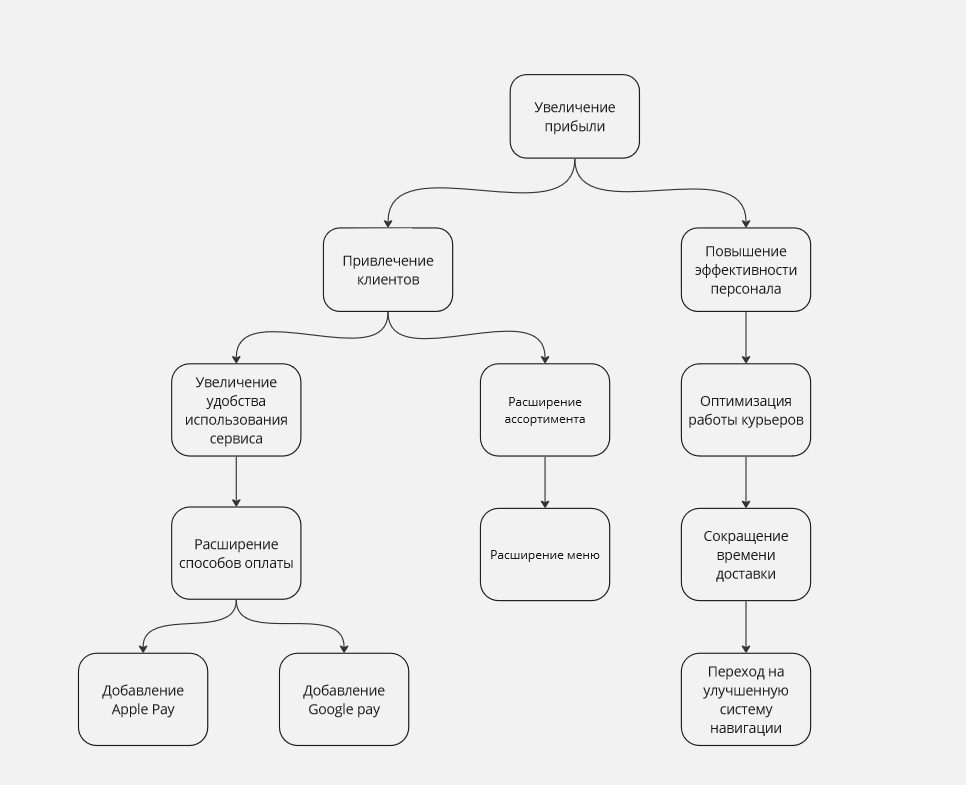 Увеличение
прибыли
Привлечение
клиентов
Повышение
эффективности
персонала
Увеличение
удобства
использования
сервиса
Расширение
ассортимента
Оптимизация
работы курьеров
Расширение
способов оплаты
Расширение меню
Сокращение
времени
доставки
Добавление
Apple Pay
Добавление
Google pay
Переход на
улучшенную
систему
навигации